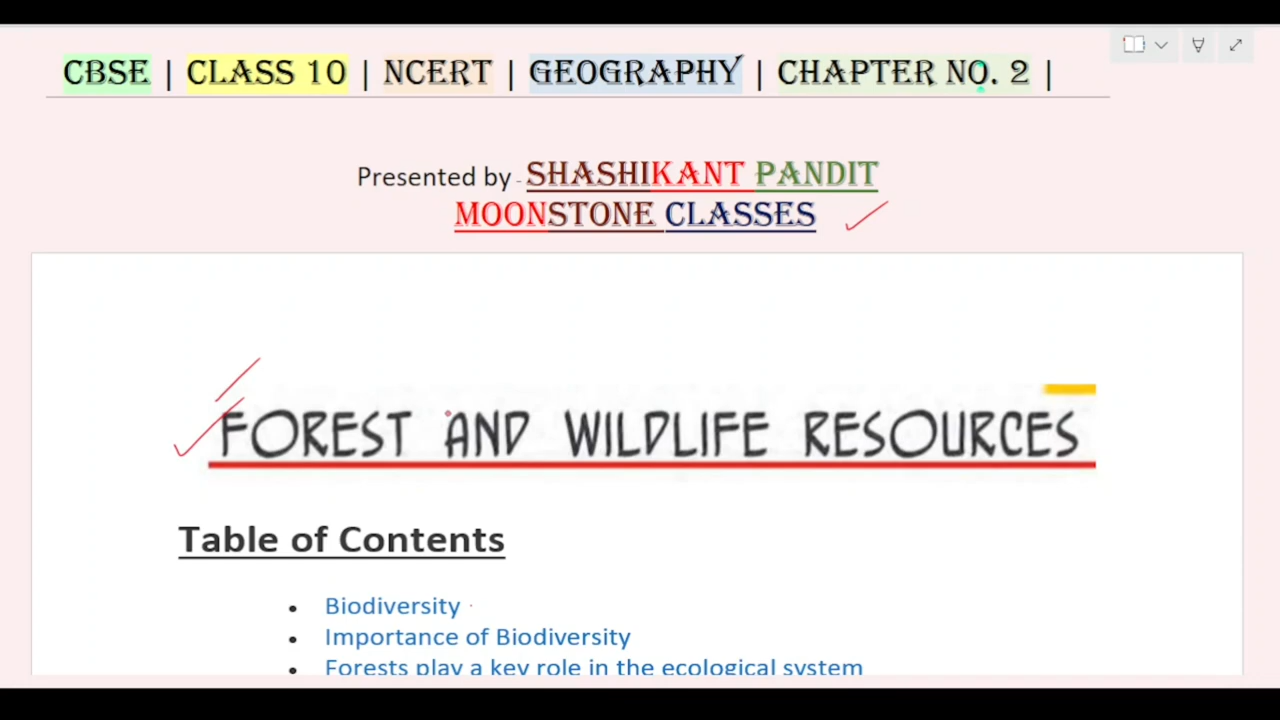 CBSE | CLASS 10 | NCERT | GEOGRAPHY | CHAPTER NO. 2 |
Presented by - SHASHIKANT PANDIT
MOONSTONE CLASSES
FOREST AND WILDLIFE RESOURCES
Table of Contents
• Biodiversity
• Importance of Biodiversity
• Forests play a key role in the ecological system